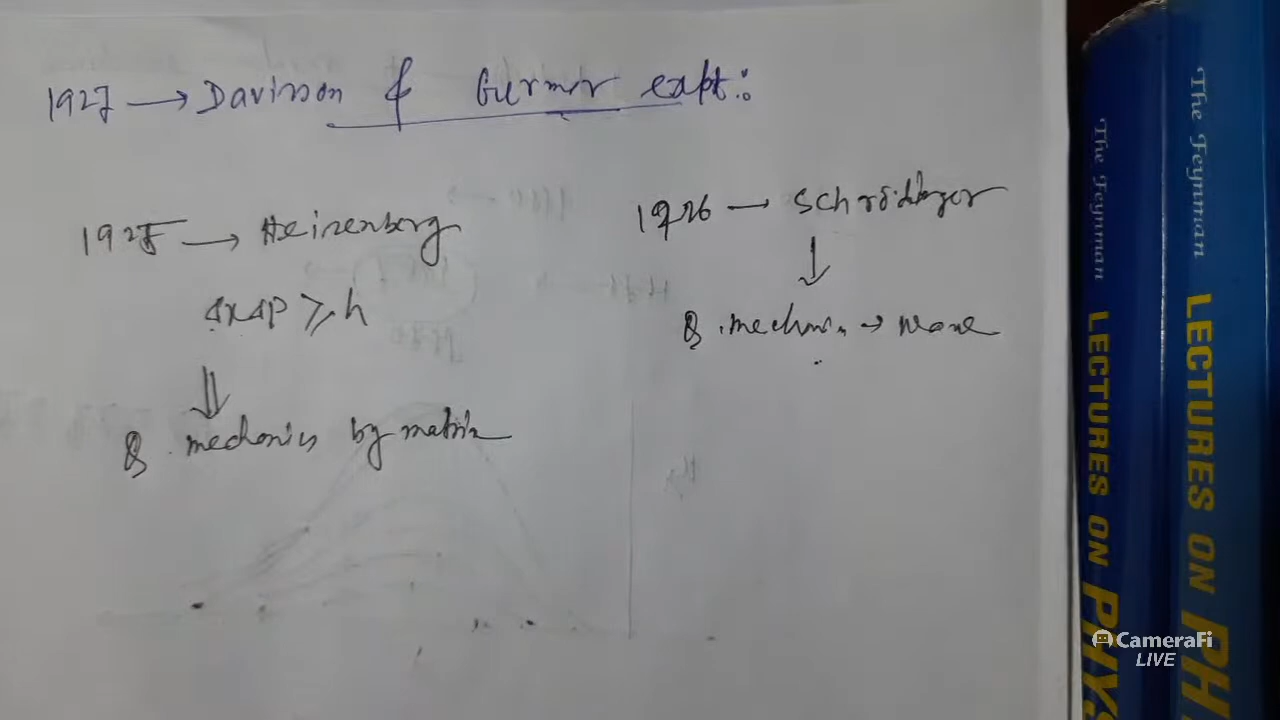 1927 → Davisson & Germer expt:
1925 → Heisenberg
ΔxΔp ≥ h
⇓
Q. mechanics by matrix
1926 → Schrödinger
↓
Q. mechanics → wave
The Feynman LECTURES ON PHYS
The Feynman LECTURES ON PH
CameraFi
LIVE